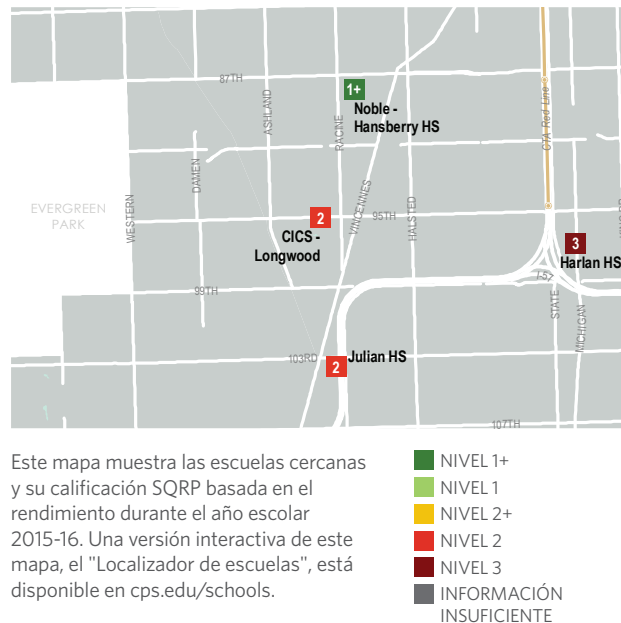 87TH
1+
Noble -
Hansberry HS
ASHLAND
RACINE
CTA Red Line
DAMEN
VINCENNES
EVERGREEN
PARK
WESTERN
2
95TH
HALSTED
CICS -
Longwood
3
Harlan HS
I-57
99TH
STATE
MICHIGAN
103RD
2
Julian HS
107TH
Este mapa muestra las escuelas cercanas
y su calificación SQRP basada en el
rendimiento durante el año escolar
2015-16. Una versión interactiva de este
mapa, el "Localizador de escuelas", está
disponible en cps.edu/schools.
NIVEL 1+
NIVEL 1
NIVEL 2+
NIVEL 2
NIVEL 3
INFORMACIÓN
INSUFICIENTE